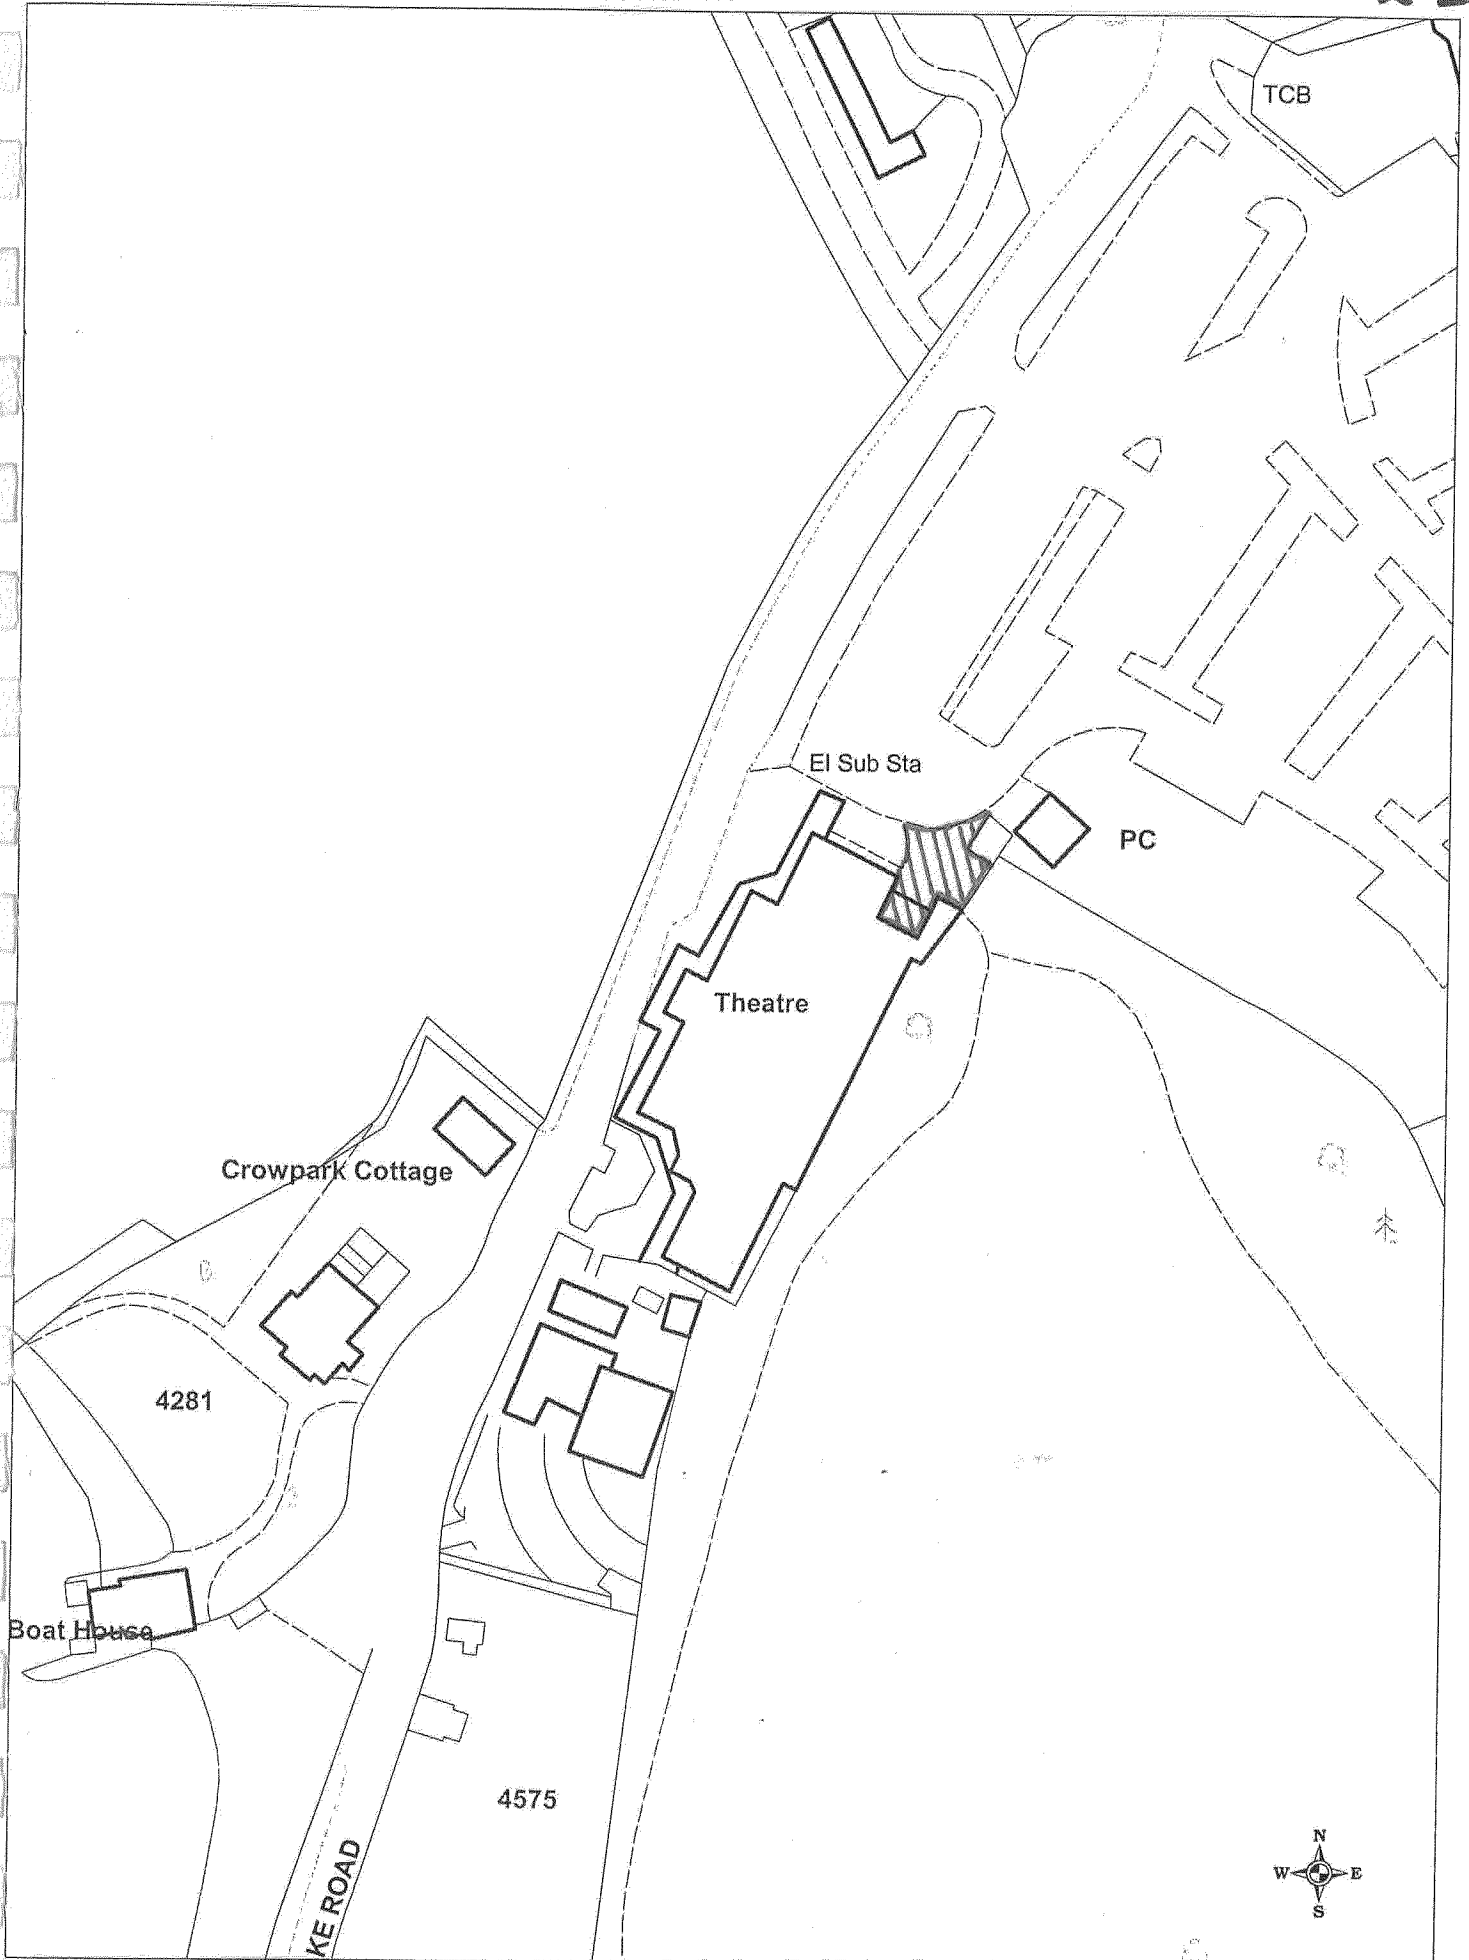 TCB
El Sub Sta
PC
Theatre
Crowpark Cottage
4281
Boat House
4575
KE ROAD
N
W E
S